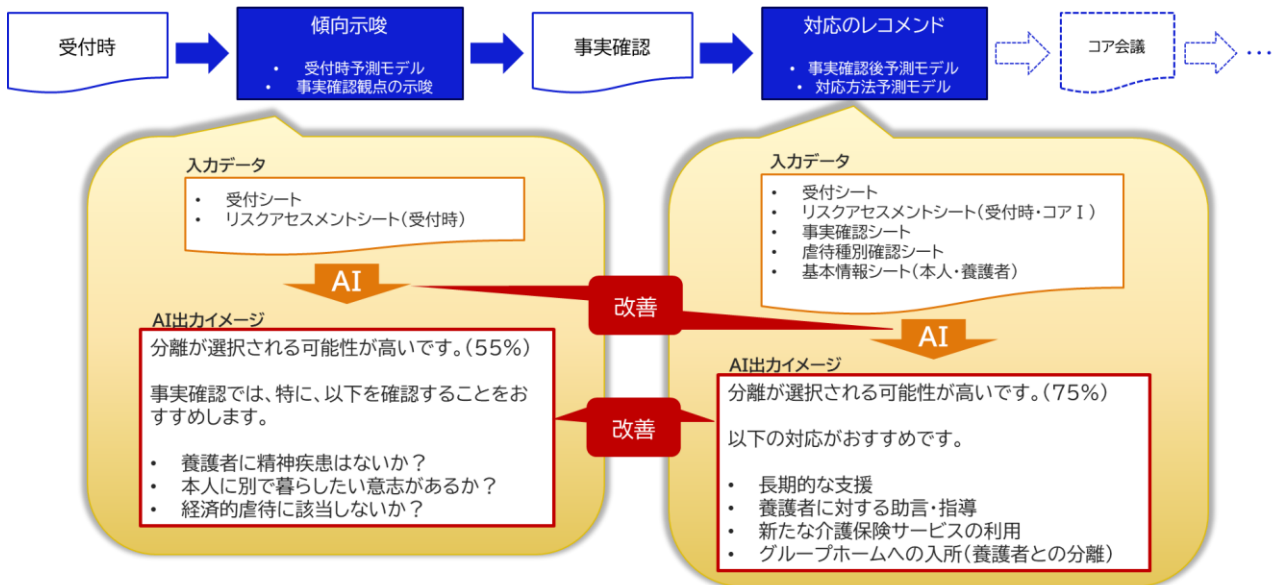 受付時
傾向示唆
• 受付時予測モデル
• 事実確認観点の示唆
事実確認
対応のレコメンド
• 事実確認後予測モデル
• 対応方法予測モデル
コア会議
…
入力データ
• 受付シート
• リスクアセスメントシート(受付時)
AI
AI出力イメージ
分離が選択される可能性が高いです。(55%)
事実確認では、特に、以下を確認することをお
すすめします。
• 養護者に精神疾患はないか？
• 本人に別で暮らしたい意志があるか？
• 経済的虐待に該当しないか？
改善
改善
入力データ
• 受付シート
• リスクアセスメントシート(受付時・コアⅠ)
• 事実確認シート
• 虐待種別確認シート
• 基本情報シート(本人・養護者)
AI
AI出力イメージ
分離が選択される可能性が高いです。(75%)
以下の対応がおすすめです。
• 長期的な支援
• 養護者に対する助言・指導
• 新たな介護保険サービスの利用
• グループホームへの入所(養護者との分離)